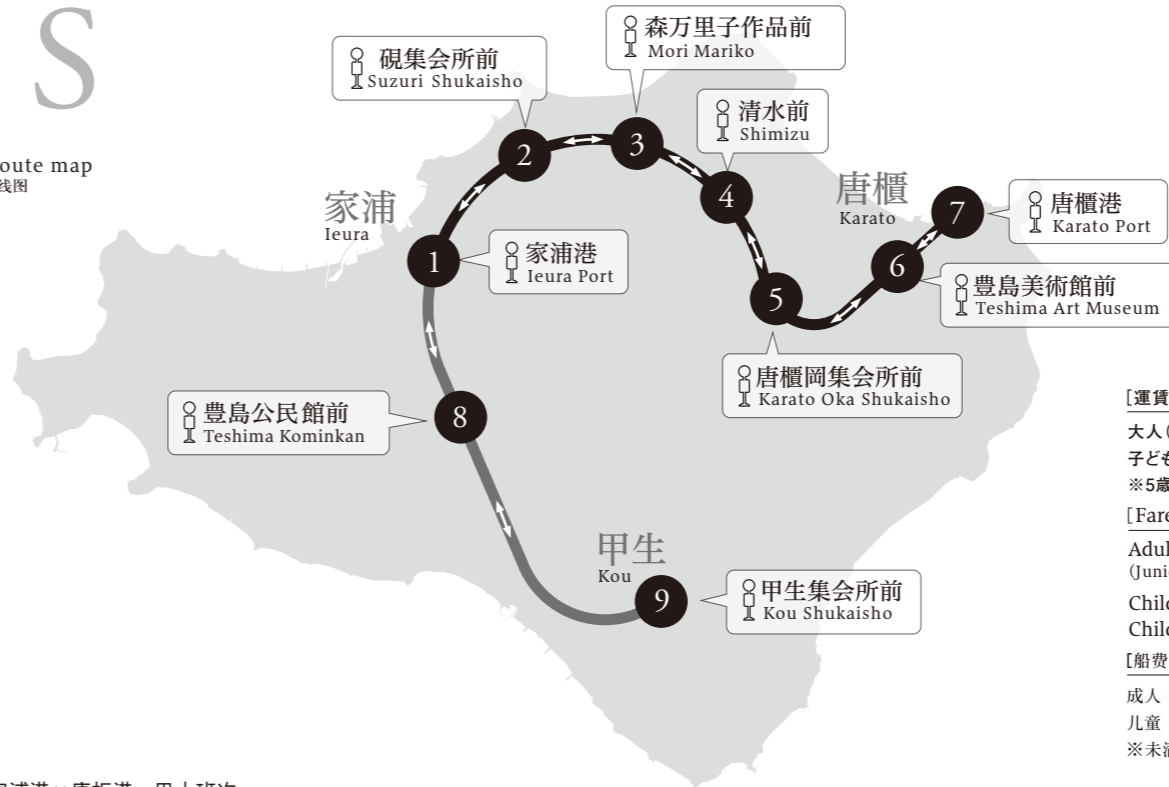 S
oute map
线图
硯集会所前
Suzuri Shukaisho
森万里子作品前
Mori Mariko
清水前
Shimizu
家浦
Ieura
唐櫃
Karato
唐櫃港
Karato Port
家浦港
Ieura Port
豊島美術館前
Teshima Art Museum
唐櫃岡集会所前
Karato Oka Shukaisho
豊島公民館前
Teshima Kominkan
甲生
Kou
甲生集会所前
Kou Shukaisho
1
2
3
4
5
6
7
8
9
[運賃
大人(
子ども
※5歳
[Fare
Adul
(Juni
Child
Child
[船费
成人
儿童
※未满